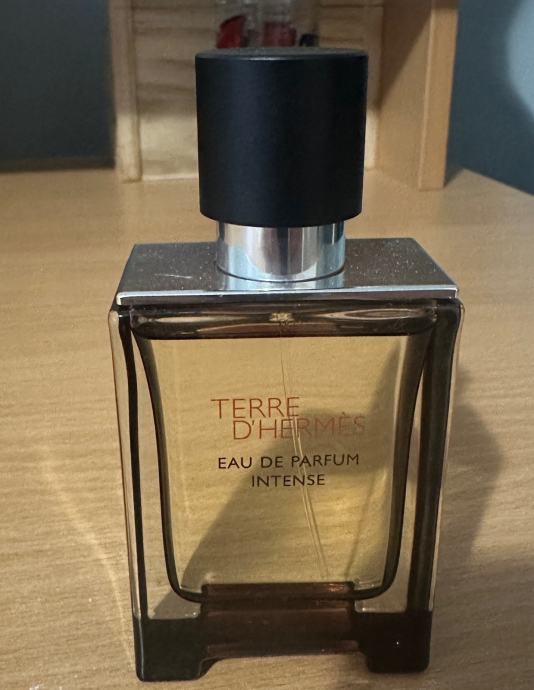 TERRE
D'HERMÈS
EAU DE PARFUM
INTENSE